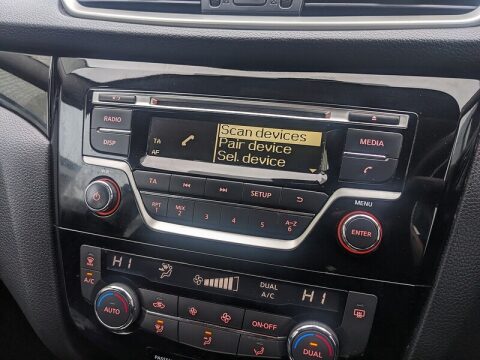 RADIO
DISP
TA
AF
Scan devices
Pair device
Sel. device
MEDIA
TA
SETUP
MENU
RPT
1
MIX
2
3
4
5
A-Z
6
ENTER
HI
DUAL
A/C
HI
A/C
AUTO
ON·OFF
DUAL